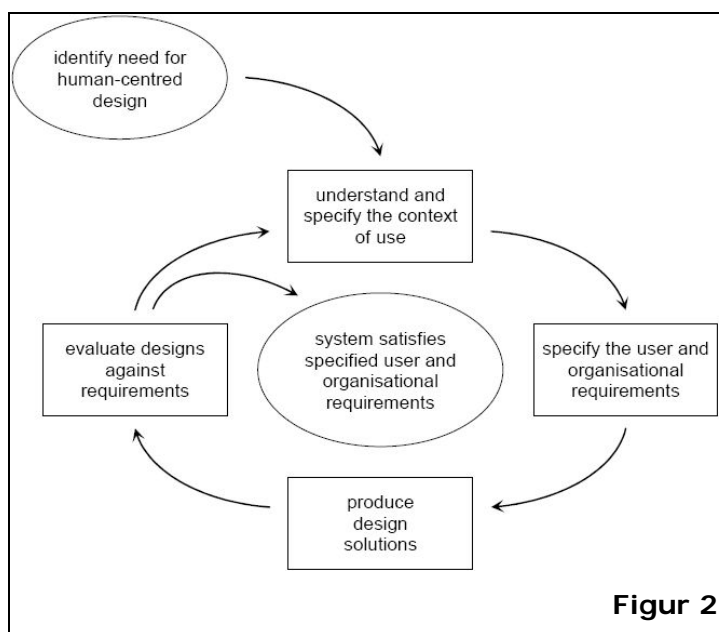 identify need for
human-centred
design
understand and
specify the context
of use
evaluate designs
against
requirements
system satisfies
specified user and
organisational
requirements
specify the user and
organisational
requirements
produce
design
solutions
Figur 2